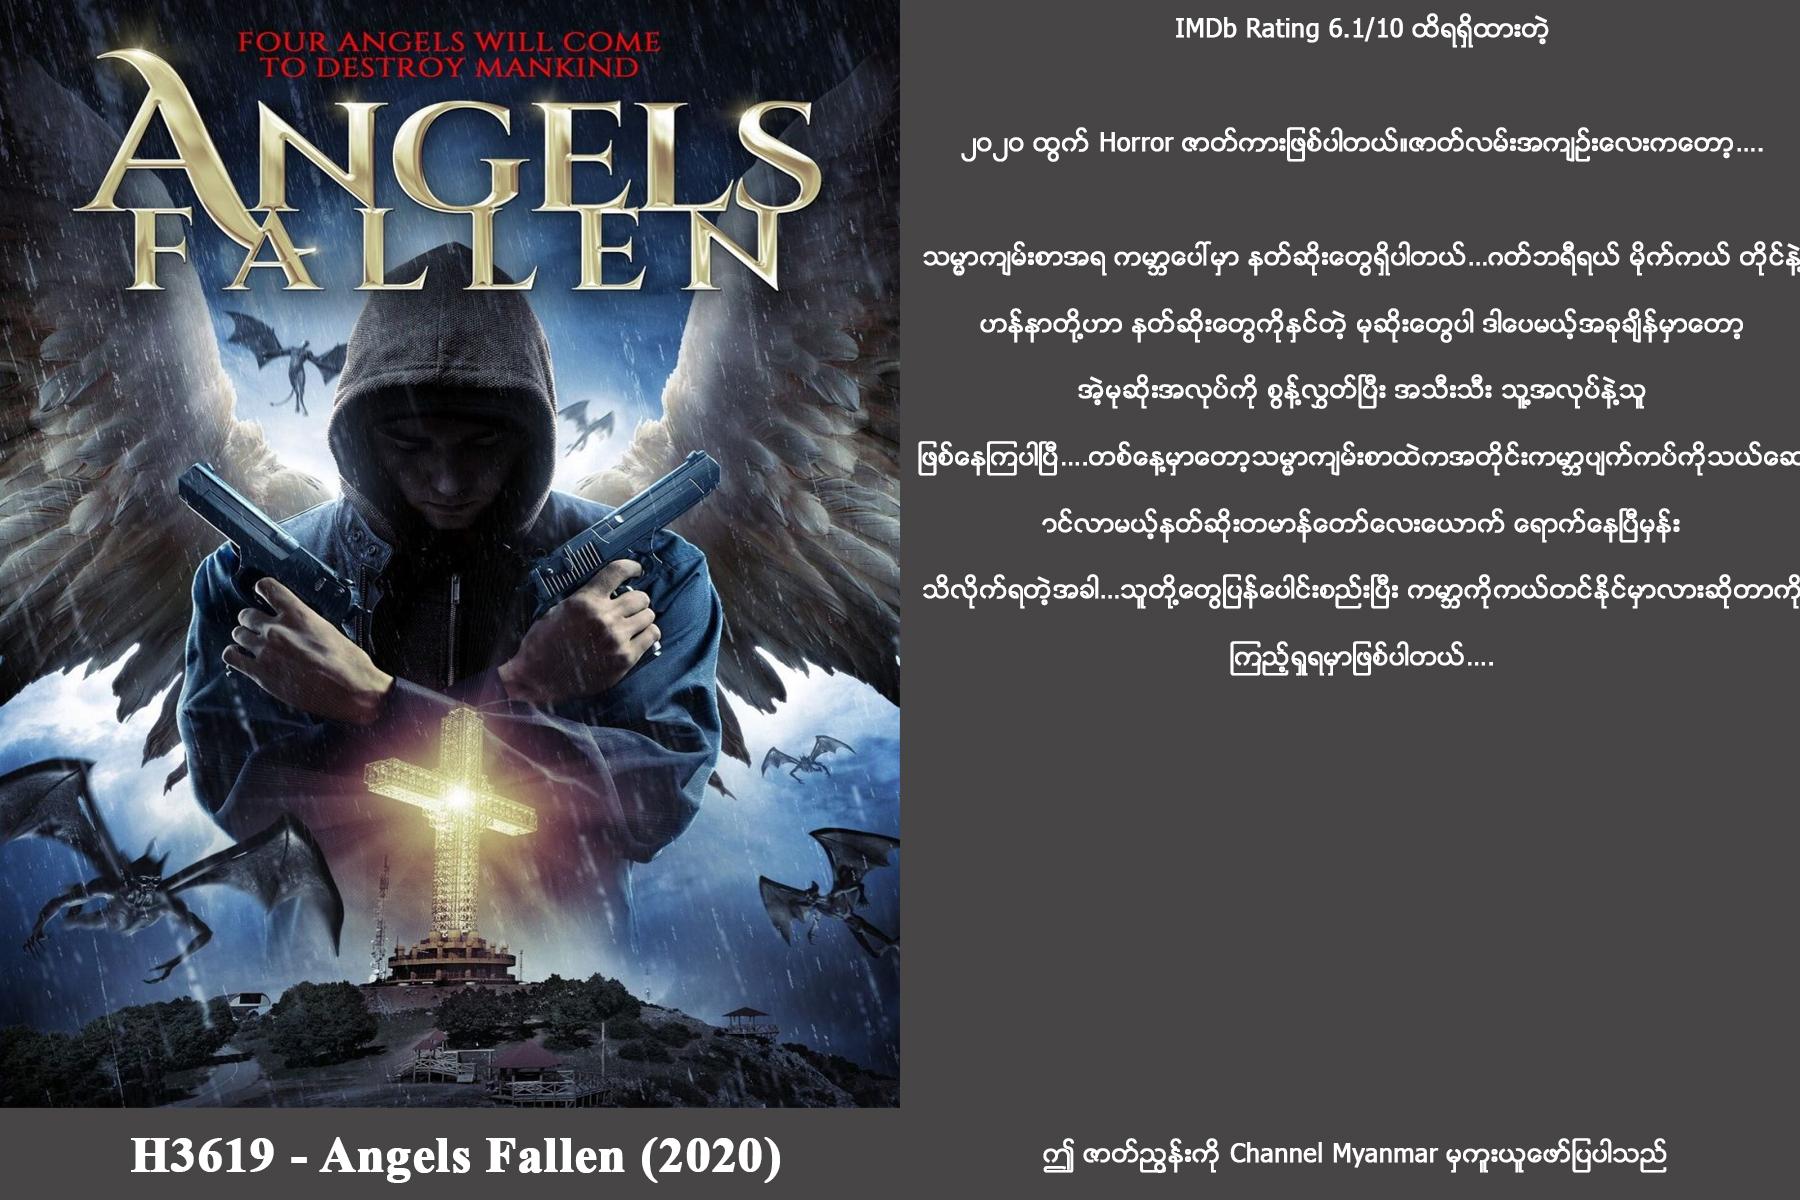 FOUR ANGELS WILL COME
TO DESTROY MANKIND
ANGELS
FALLEN
H3619 - Angels Fallen (2020)
IMDb Rating 6.1/10 ထိရရှိထားတဲ့
၂၀၂၀ ထွက် Horror ဇာတ်ကားဖြစ်ပါတယ်။ဇာတ်လမ်းအကျဉ်းလေးကတော့....
သမ္မာကျမ်းစာအရ ကမ္ဘာပေါ်မှာ နတ်ဆိုးတွေရှိပါတယ်...ဂတ်ဘရီရယ် မိုက်ကယ် တိုင်နဲ့
ဟန်နာတို့ဟာ နတ်ဆိုးတွေကိုနှင်တဲ့ မုဆိုးတွေပါ ဒါပေမယ့်အခုချိန်မှာတော့
အဲ့မုဆိုးအလုပ်ကို စွန့်လွှတ်ပြီး အသီးသီး သူ့အလုပ်နဲ့သူ
ဖြစ်နေကြပါပြီ....တစ်နေ့မှာတော့သမ္မာကျမ်းစာထဲကအတိုင်းကမ္ဘာပျက်ကပ်ကိုသယ်ဆော
ာင်လာမယ့်နတ်ဆိုးတမာန်တော်လေးယောက် ရောက်နေပြီမှန်း
သိလိုက်ရတဲ့အခါ...သူတို့တွေပြန်ပေါင်းစည်းပြီး ကမ္ဘာကိုကယ်တင်နိုင်မှာလားဆိုတာကို
ကြည့်ရှုရမှာဖြစ်ပါတယ်....
ဤ ဇာတ်ညွှန်းကို Channel Myanmar မှကူးယူဖော်ပြပါသည်